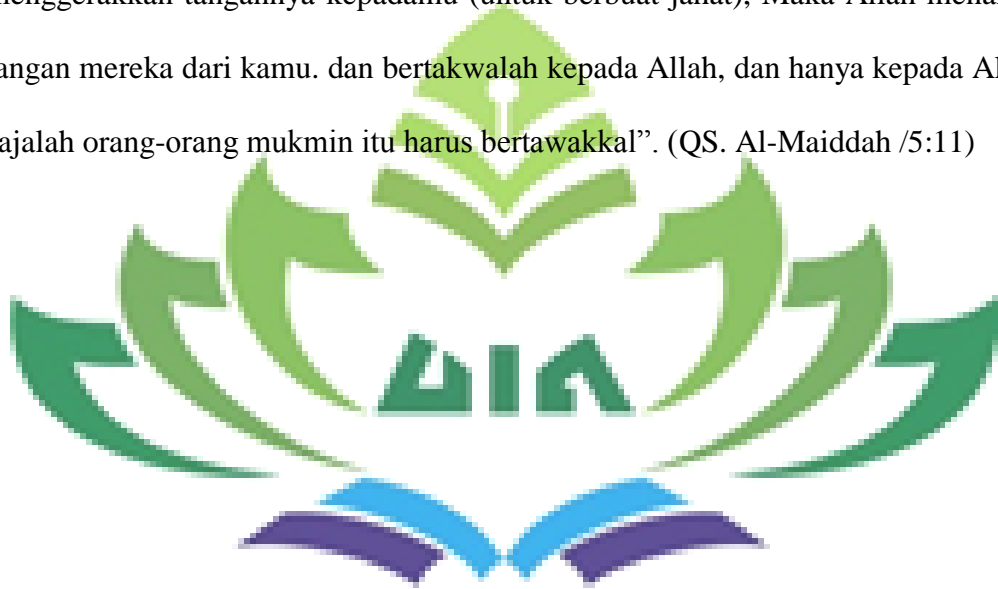 menggerakkan tangannya kepadamu (untuk berbuat jahat), Maka Allah mena
angan mereka dari kamu. dan bertakwalah kepada Allah, dan hanya kepada Al
ajalah orang-orang mukmin itu harus bertawakkal”. (QS. Al-Maiddah /5:11)